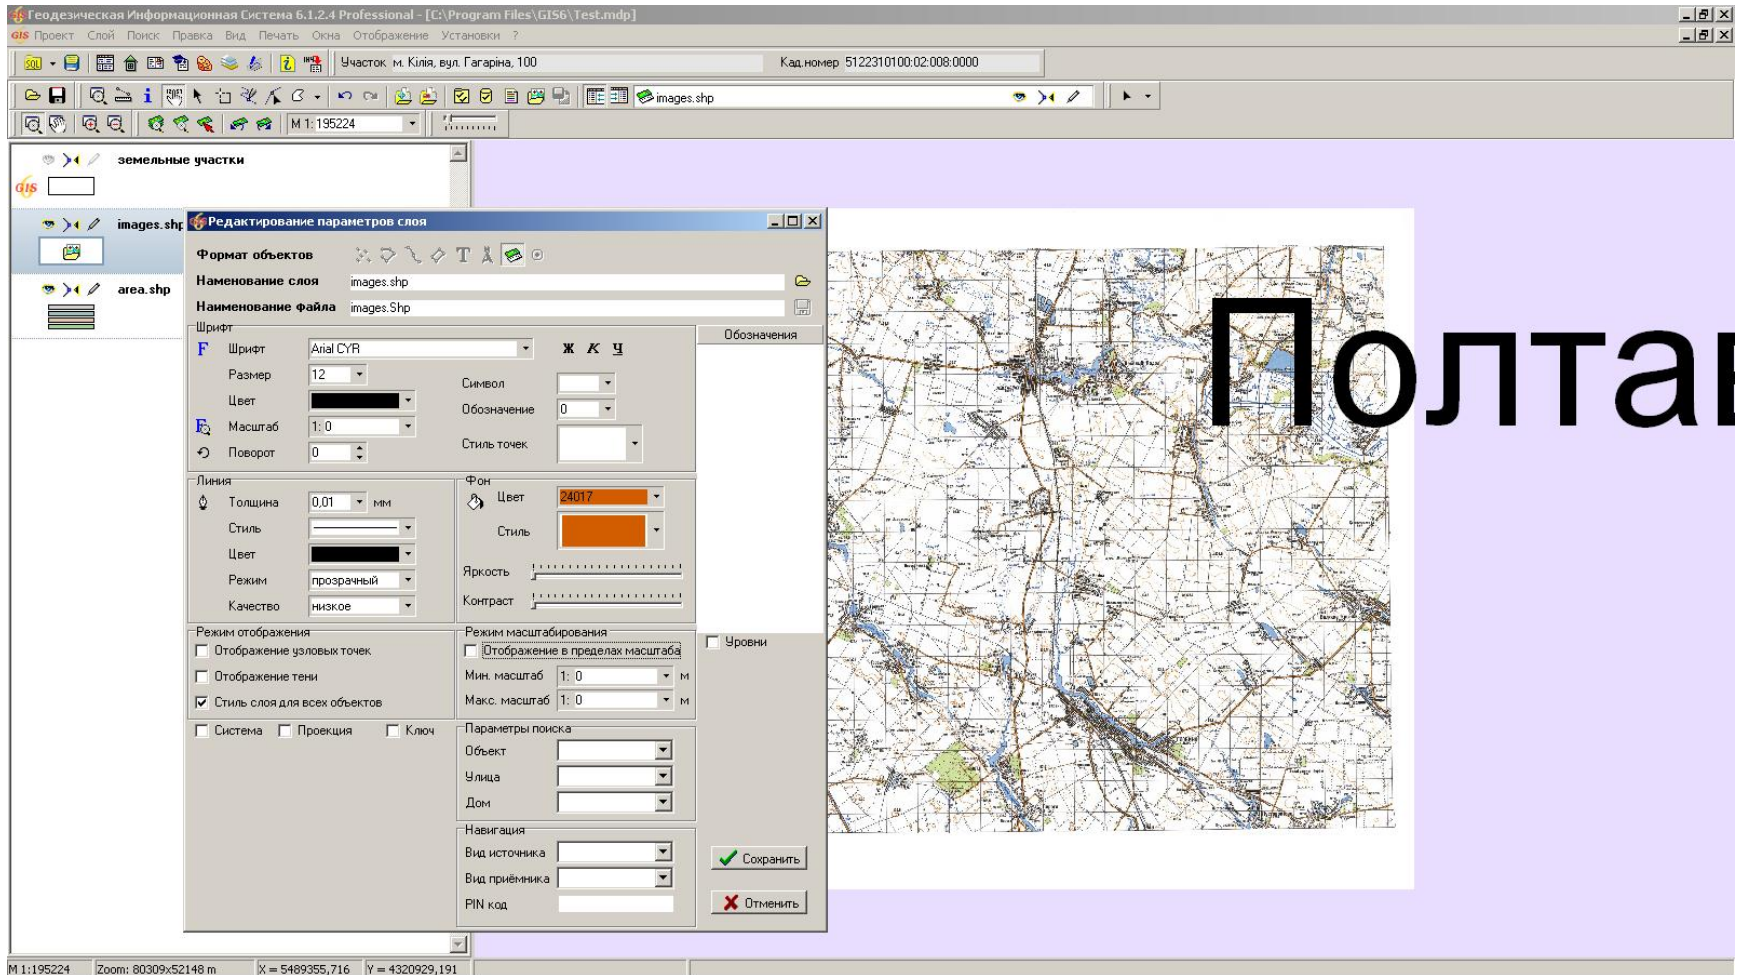 Геодезическая Информационная Система 6.1.2.4 Professional - [C:\Program Files\GIS6\Test.mdp]
GIS Проект Слой Поиск Правка Вид Печать Окна Отображение Установки ?
SQL Участок м. Кілія, вул. Гагаріна, 100 Кад.номер 5122310100:02:008:0000
images.shp
М 1: 195224
земельные участки
GIS
images.shp
area.shp
Редактирование параметров слоя
Формат объектов
Наменование слоя images.shp
Наименование файла images.Shp
Шрифт
Обозначения
F Шрифт Arial CYR Ж К Ч
Размер 12
Символ
Цвет
Обозначение 0
Масштаб 1: 0
Стиль точек
Поворот 0
Линия
Фон
Толщина 0,01 мм
Цвет 24017
Стиль
Стиль
Цвет
Яркость
Режим прозрачный
Контраст
Качество низкое
Режим отображения
Режим масштабирования
Уровни
Отображение узловых точек
Отображение в пределах масштаба
Отображение тени
Мин. масштаб 1: 0 м
Стиль слоя для всех объектов
Макс. масштаб 1: 0 м
Система Проекция Ключ
Параметры поиска
Объект
Улица
Дом
Навигация
Вид источника
Вид приёмника
PIN код
Сохранить
Отменить
Полтав
М 1:195224 Zoom: 80309x52148 m X = 5489355,716 Y = 4320929,191